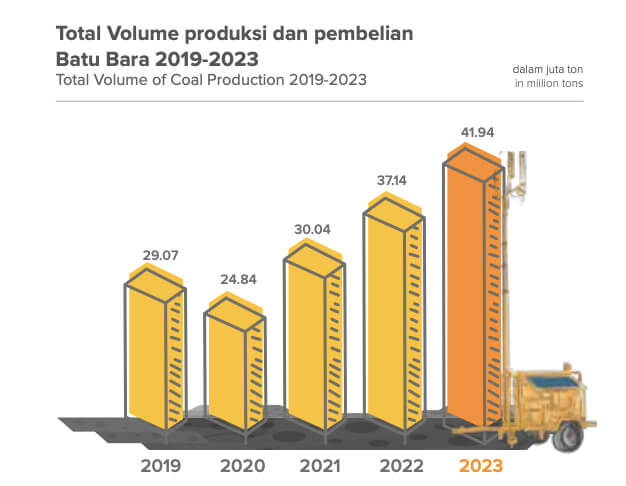 Total Volume produksi dan pembelian
Batu Bara 2019-2023
Total Volume of Coal Production 2019-2023
dalam juta ton
in miilion tons
41.94
37.14
30.04
29.07
24.84
2019
2020
2021
2022
2023